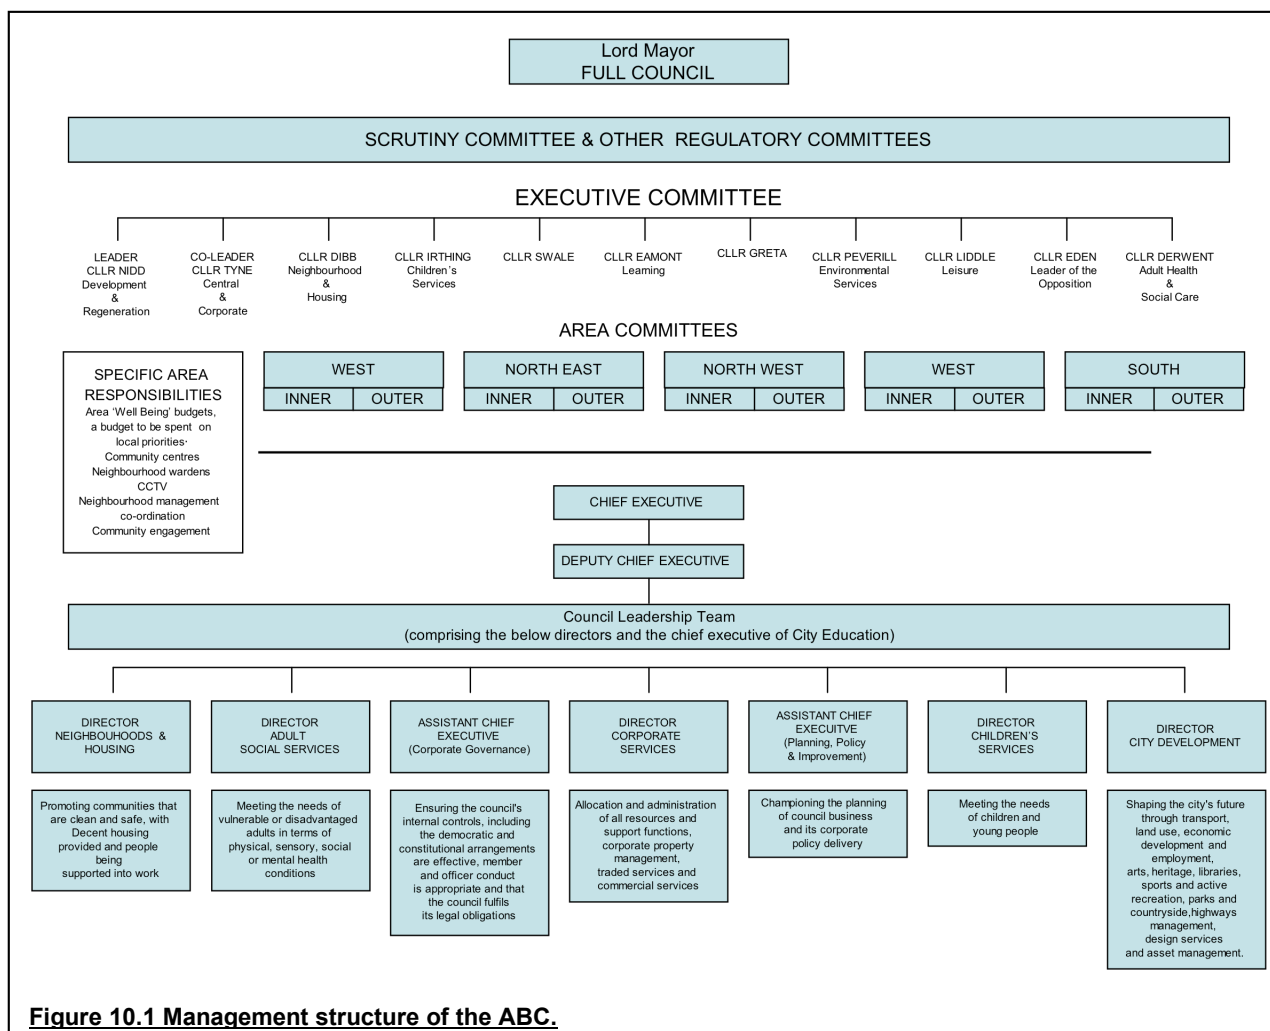 Lord Mayor
FULL COUNCIL
SCRUTINY COMMITTEE & OTHER REGULATORY COMMITTEES
EXECUTIVE COMMITTEE
LEADER
CLLR NIDD
Development
&
Regeneration
CO-LEADER
CLLR TYNE
Central
&
Corporate
CLLR DIBB
Neighbourhood
&
Housing
CLLR IRTHING
Children´s
Services
CLLR SWALE
CLLR EAMONT
Learning
CLLR GRETA
CLLR PEVERILL
Environmental
Services
CLLR LIDDLE
Leisure
CLLR EDEN
Leader of the
Opposition
CLLR DERWENT
Adult Health
&
Social Care
AREA COMMITTEES
SPECIFIC AREA
RESPONSIBILITIES
Area ‘Well Being’ budgets,
a budget to be spent on
local priorities·
Community centres
Neighbourhood wardens
CCTV
Neighbourhood management
co-ordination
Community engagement
WEST
INNER OUTER
NORTH EAST
INNER OUTER
NORTH WEST
INNER OUTER
WEST
INNER OUTER
SOUTH
INNER OUTER
CHIEF EXECUTIVE
DEPUTY CHIEF EXECUTIVE
Council Leadership Team
(comprising the below directors and the chief executive of City Education)
DIRECTOR
NEIGHBOUHOODS &
HOUSING
DIRECTOR
ADULT
SOCIAL SERVICES
ASSISTANT CHIEF
EXECUTIVE
(Corporate Governance)
DIRECTOR
CORPORATE
SERVICES
ASSISTANT CHIEF
EXECUITVE
(Planning, Policy
& Improvement)
DIRECTOR
CHILDREN’S
SERVICES
DIRECTOR
CITY DEVELOPMENT
Promoting communities that
are clean and safe, with
Decent housing
provided and people
being
supported into work
Meeting the needs of
vulnerable or disadvantaged
adults in terms of
physical, sensory, social
or mental health
conditions
Ensuring the council's
internal controls, including
the democratic and
constitutional arrangements
are effective, member
and officer conduct
is appropriate and that
the council fulfils
its legal obligations
Allocation and administration
of all resources and
support functions,
corporate property
management,
traded services and
commercial services
Championing the planning
of council business
and its corporate
policy delivery
Meeting the needs
of children and
young people
Shaping the city's future
through transport,
land use, economic
development and
employment,
arts, heritage, libraries,
sports and active
recreation, parks and
countryside,highways
management,
design services
and asset management.
Figure 10.1 Management structure of the ABC.